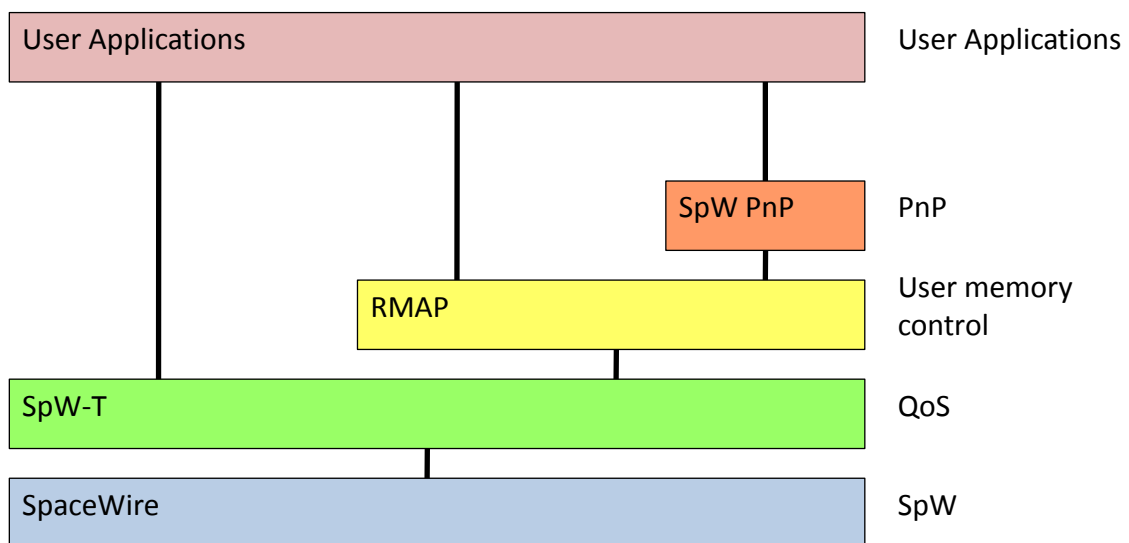 User Applications
User Applications
SpW PnP
PnP
RMAP
User memory
control
SpW-T
QoS
SpaceWire
SpW